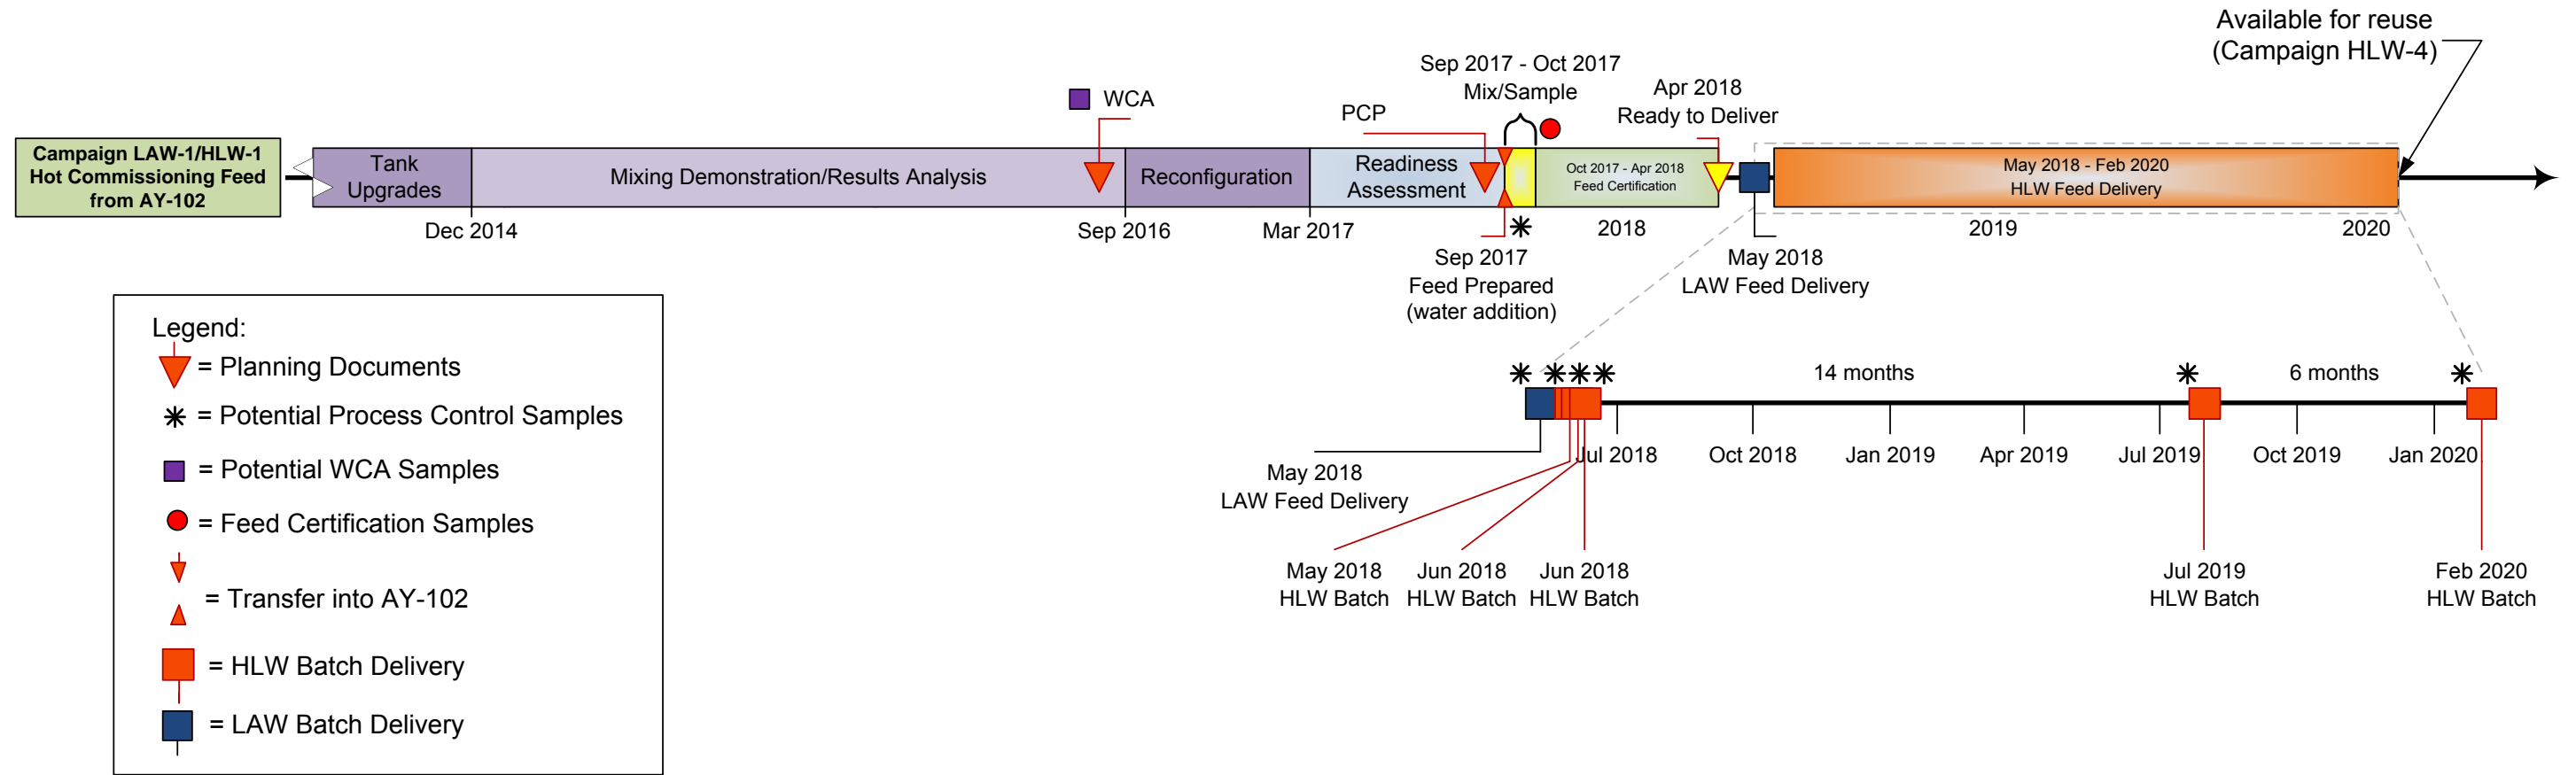 Available for reuse
(Campaign HLW-4)
Sep 2017 - Oct 2017
Mix/Sample
Apr 2018
Ready to Deliver
WCA
PCP
Campaign LAW-1/HLW-1
Hot Commissioning Feed
from AY-102
Tank
Upgrades
Mixing Demonstration/Results Analysis
Reconfiguration
Readiness
Assessment
Oct 2017 - Apr 2018
Feed Certification
May 2018 - Feb 2020
HLW Feed Delivery
Dec 2014
Sep 2016
Mar 2017
2018
2019
2020
Sep 2017
Feed Prepared
(water addition)
May 2018
LAW Feed Delivery
Legend:
= Planning Documents
= Potential Process Control Samples
= Potential WCA Samples
= Feed Certification Samples
= Transfer into AY-102
= HLW Batch Delivery
= LAW Batch Delivery
14 months
6 months
Jul 2018
Oct 2018
Jan 2019
Apr 2019
Jul 2019
Oct 2019
Jan 2020
May 2018
LAW Feed Delivery
May 2018
HLW Batch
Jun 2018
HLW Batch
Jun 2018
HLW Batch
Jul 2019
HLW Batch
Feb 2020
HLW Batch